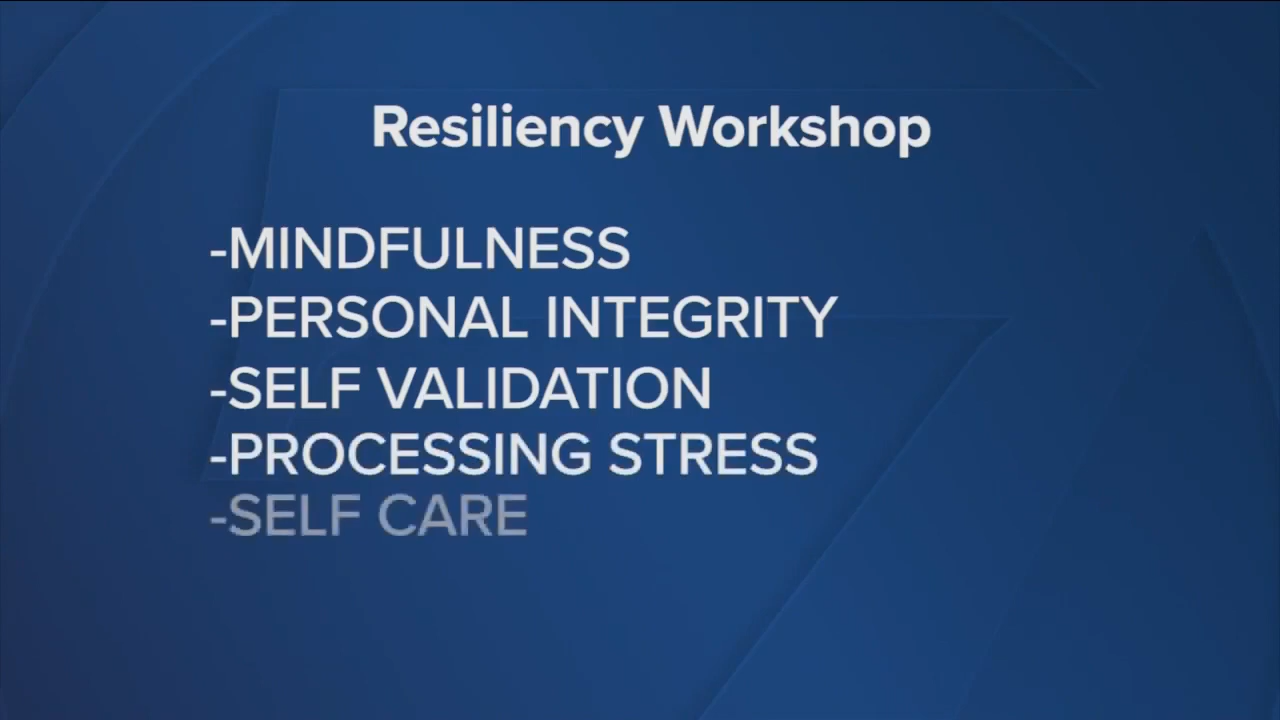 Resiliency Workshop
-MINDFULNESS
-PERSONAL INTEGRITY
-SELF VALIDATION
-PROCESSING STRESS
-SELF CARE